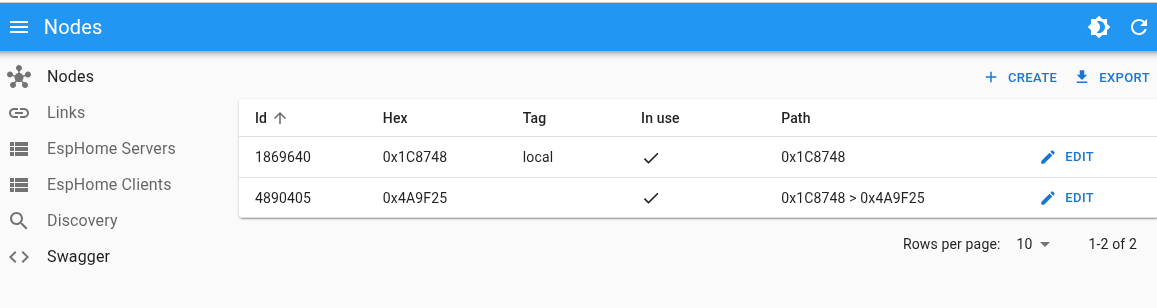 Nodes
Nodes
Links
EspHome Servers
EspHome Clients
Discovery
Swagger
CREATE EXPORT
Id Hex Tag In use Path
1869640 0x1C8748 local 0x1C8748 EDIT
4890405 0x4A9F25 0x1C8748 > 0x4A9F25 EDIT
Rows per page: 10 1-2 of 2